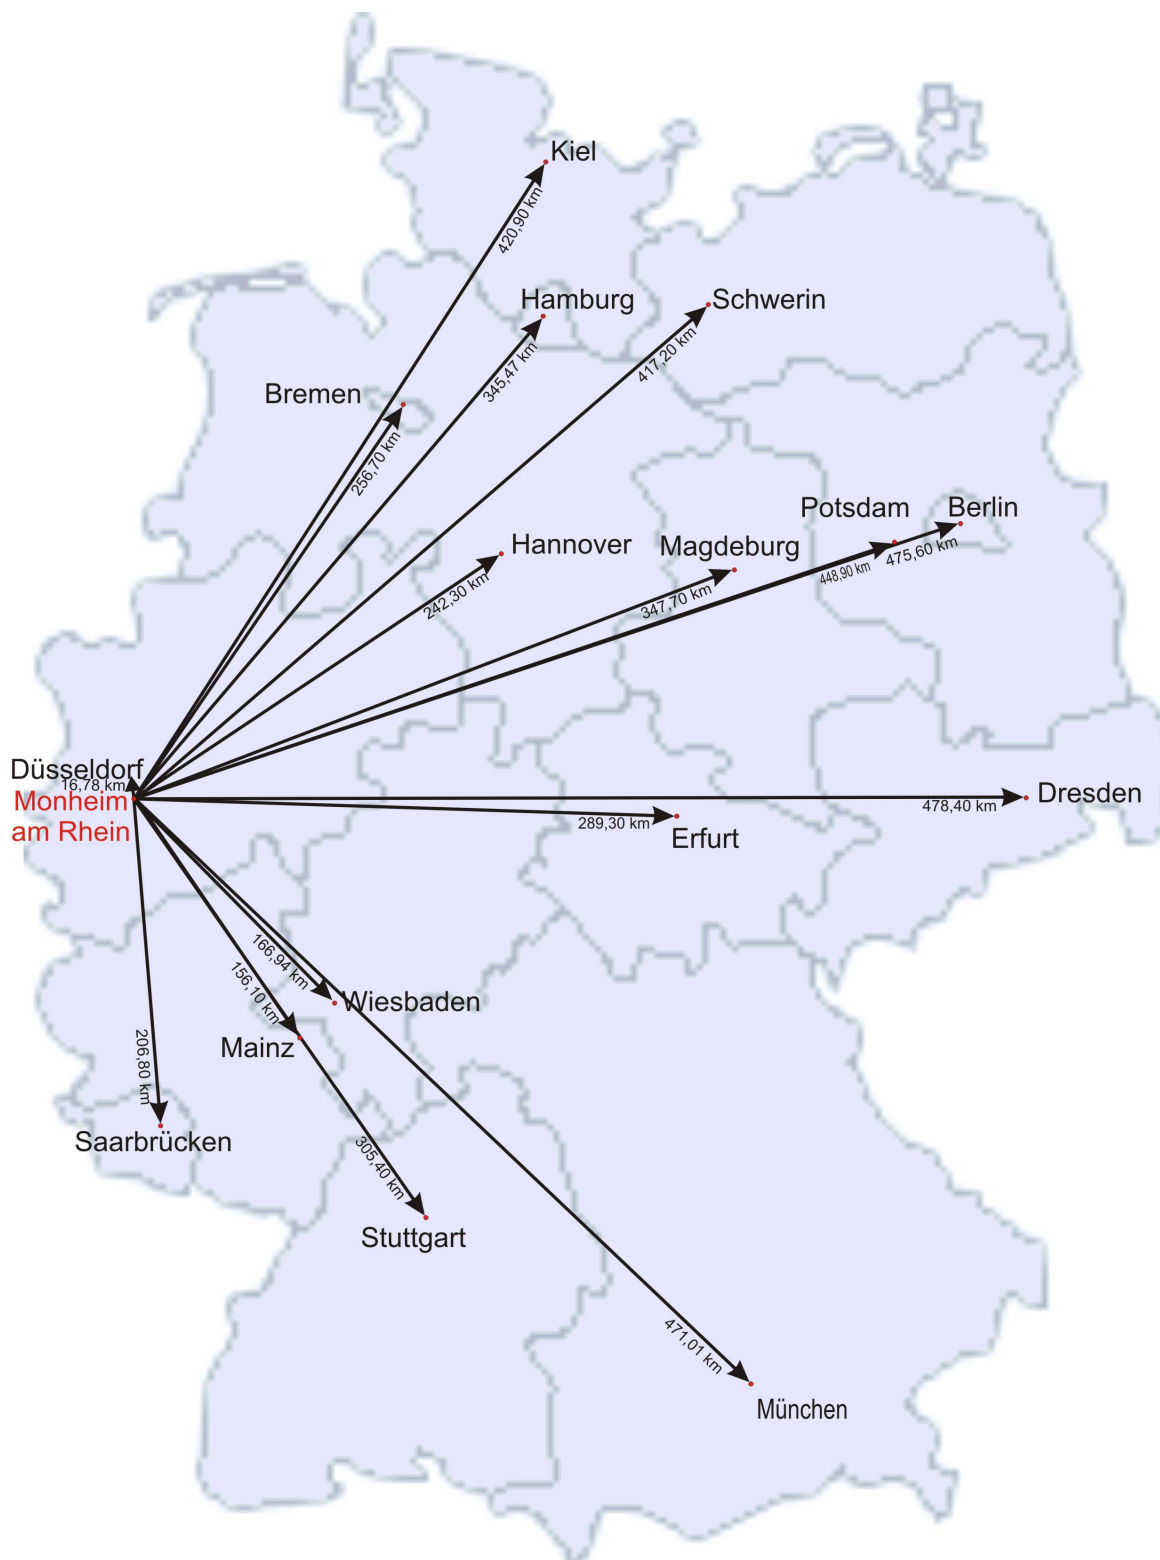 Kiel
420,90 km
Hamburg
345,47 km
Schwerin
417,20 km
Bremen
256,70 km
Potsdam
448,90 km
Berlin
475,60 km
Hannover
242,30 km
Magdeburg
347,70 km
Düsseldorf
16,78 km
Monheim
am Rhein
Dresden
478,40 km
289,30 km
Erfurt
166,94 km
Wiesbaden
156,10 km
Mainz
206,80 km
Saarbrücken
305,40 km
Stuttgart
471,01 km
München